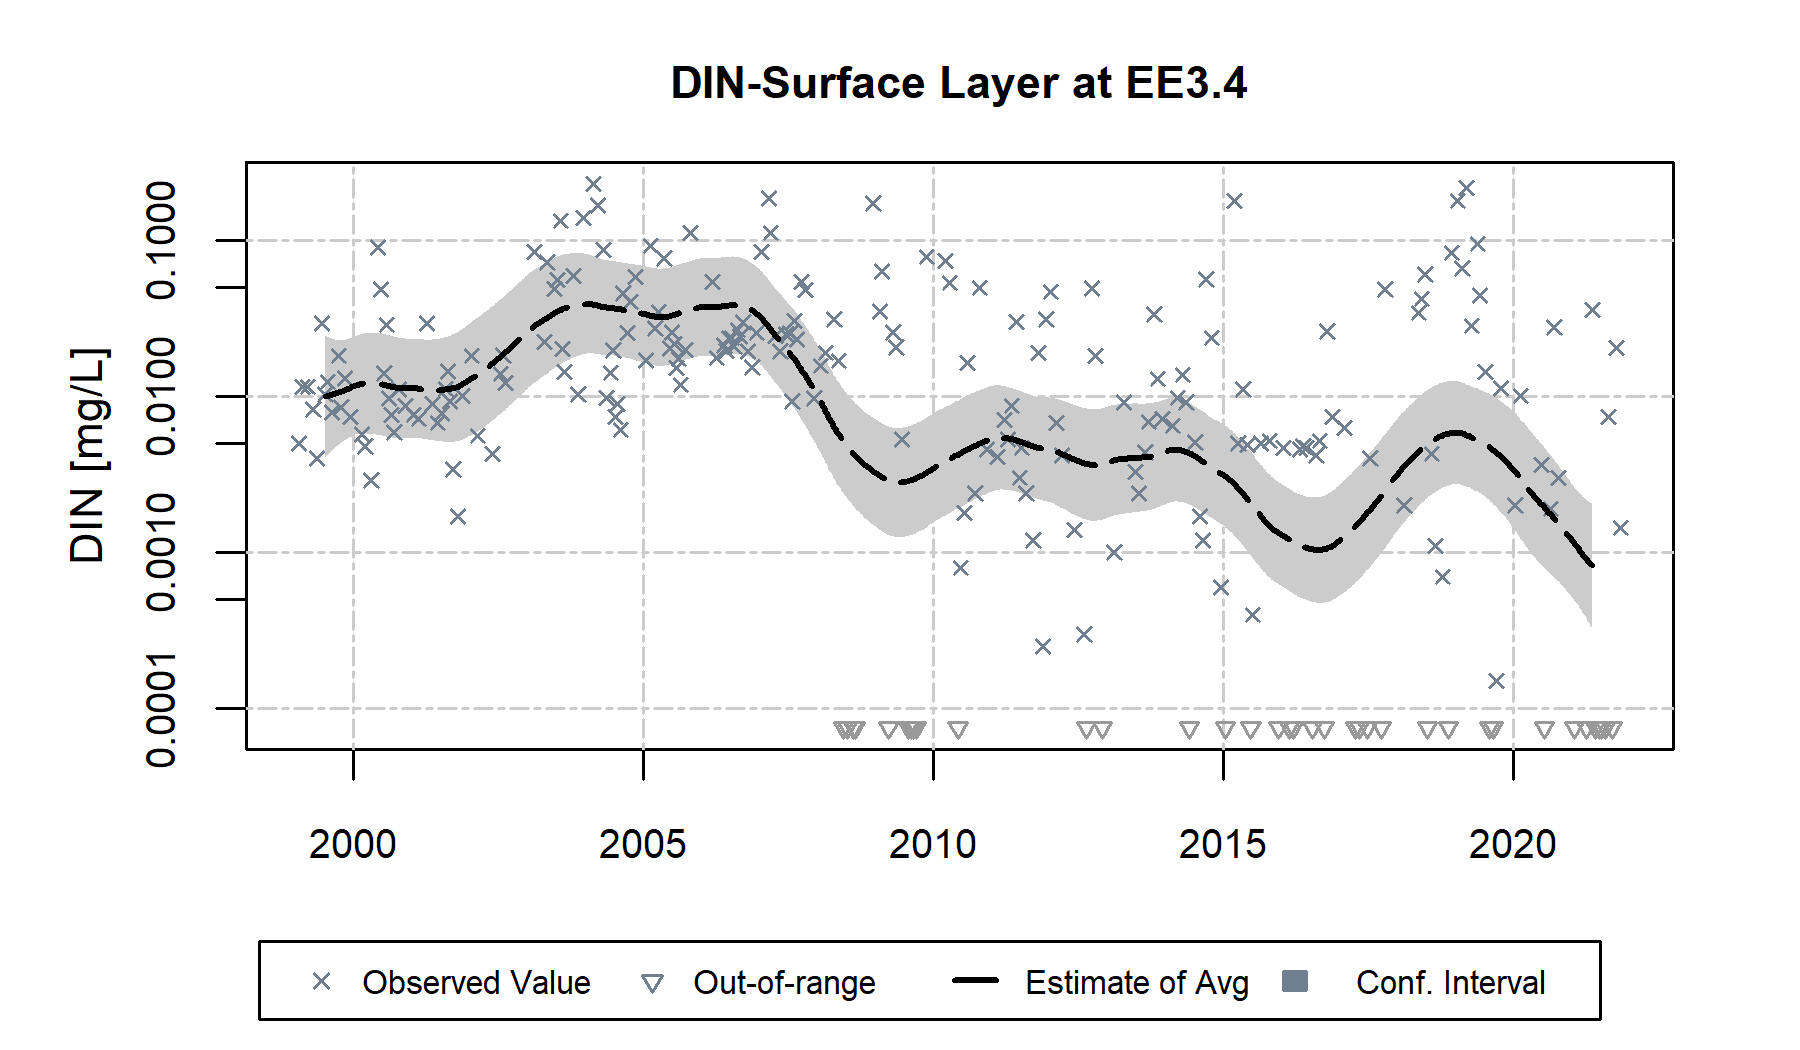 DIN-Surface Layer at EE3.4
DIN [mg/L]
0.1000
0.0100
0.0010
0.0001
2000 2005 2010 2015 2020
Observed Value Out-of-range Estimate of Avg Conf. Interval